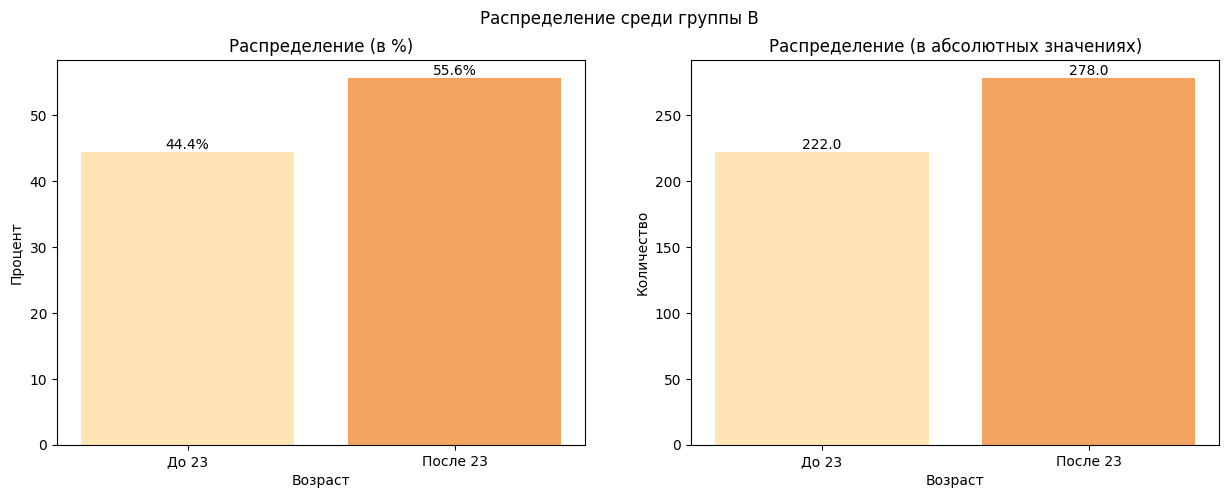 Распределение среди группы B
Распределение (в %)
55.6%
44.4%
50
40
30
20
10
0
Процент
До 23
После 23
Возраст
Распределение (в абсолютных значениях)
278.0
222.0
250
200
150
100
50
0
Количество
До 23
После 23
Возраст